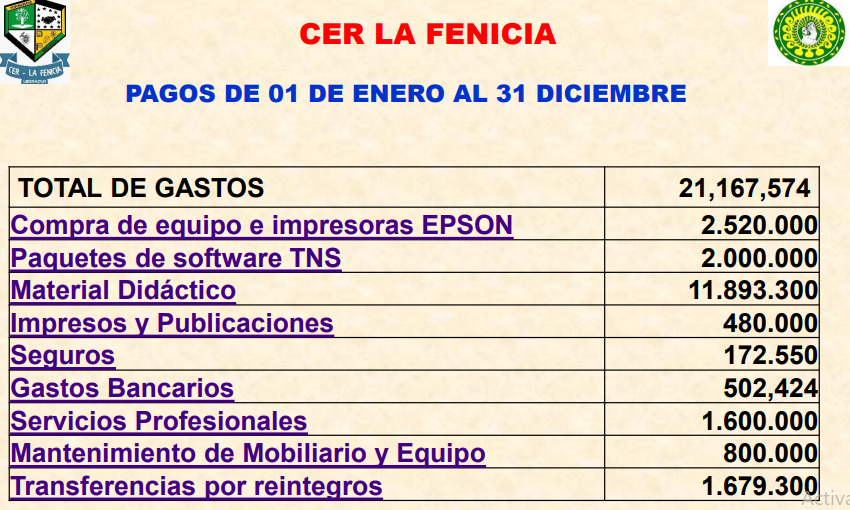 CER LA FENICIA
PAGOS DE 01 DE ENERO AL 31 DICIEMBRE
CER - LA FENICIA
TOTAL DE GASTOS 21,167,574
Compra de equipo e impresoras EPSON 2.520.000
Paquetes de software TNS 2.000.000
Material Didáctico 11.893.300
Impresos y Publicaciones 480.000
Seguros 172.550
Gastos Bancarios 502,424
Servicios Profesionales 1.600.000
Mantenimiento de Mobiliario y Equipo 800.000
Transferencias por reintegros 1.679.300
Activa